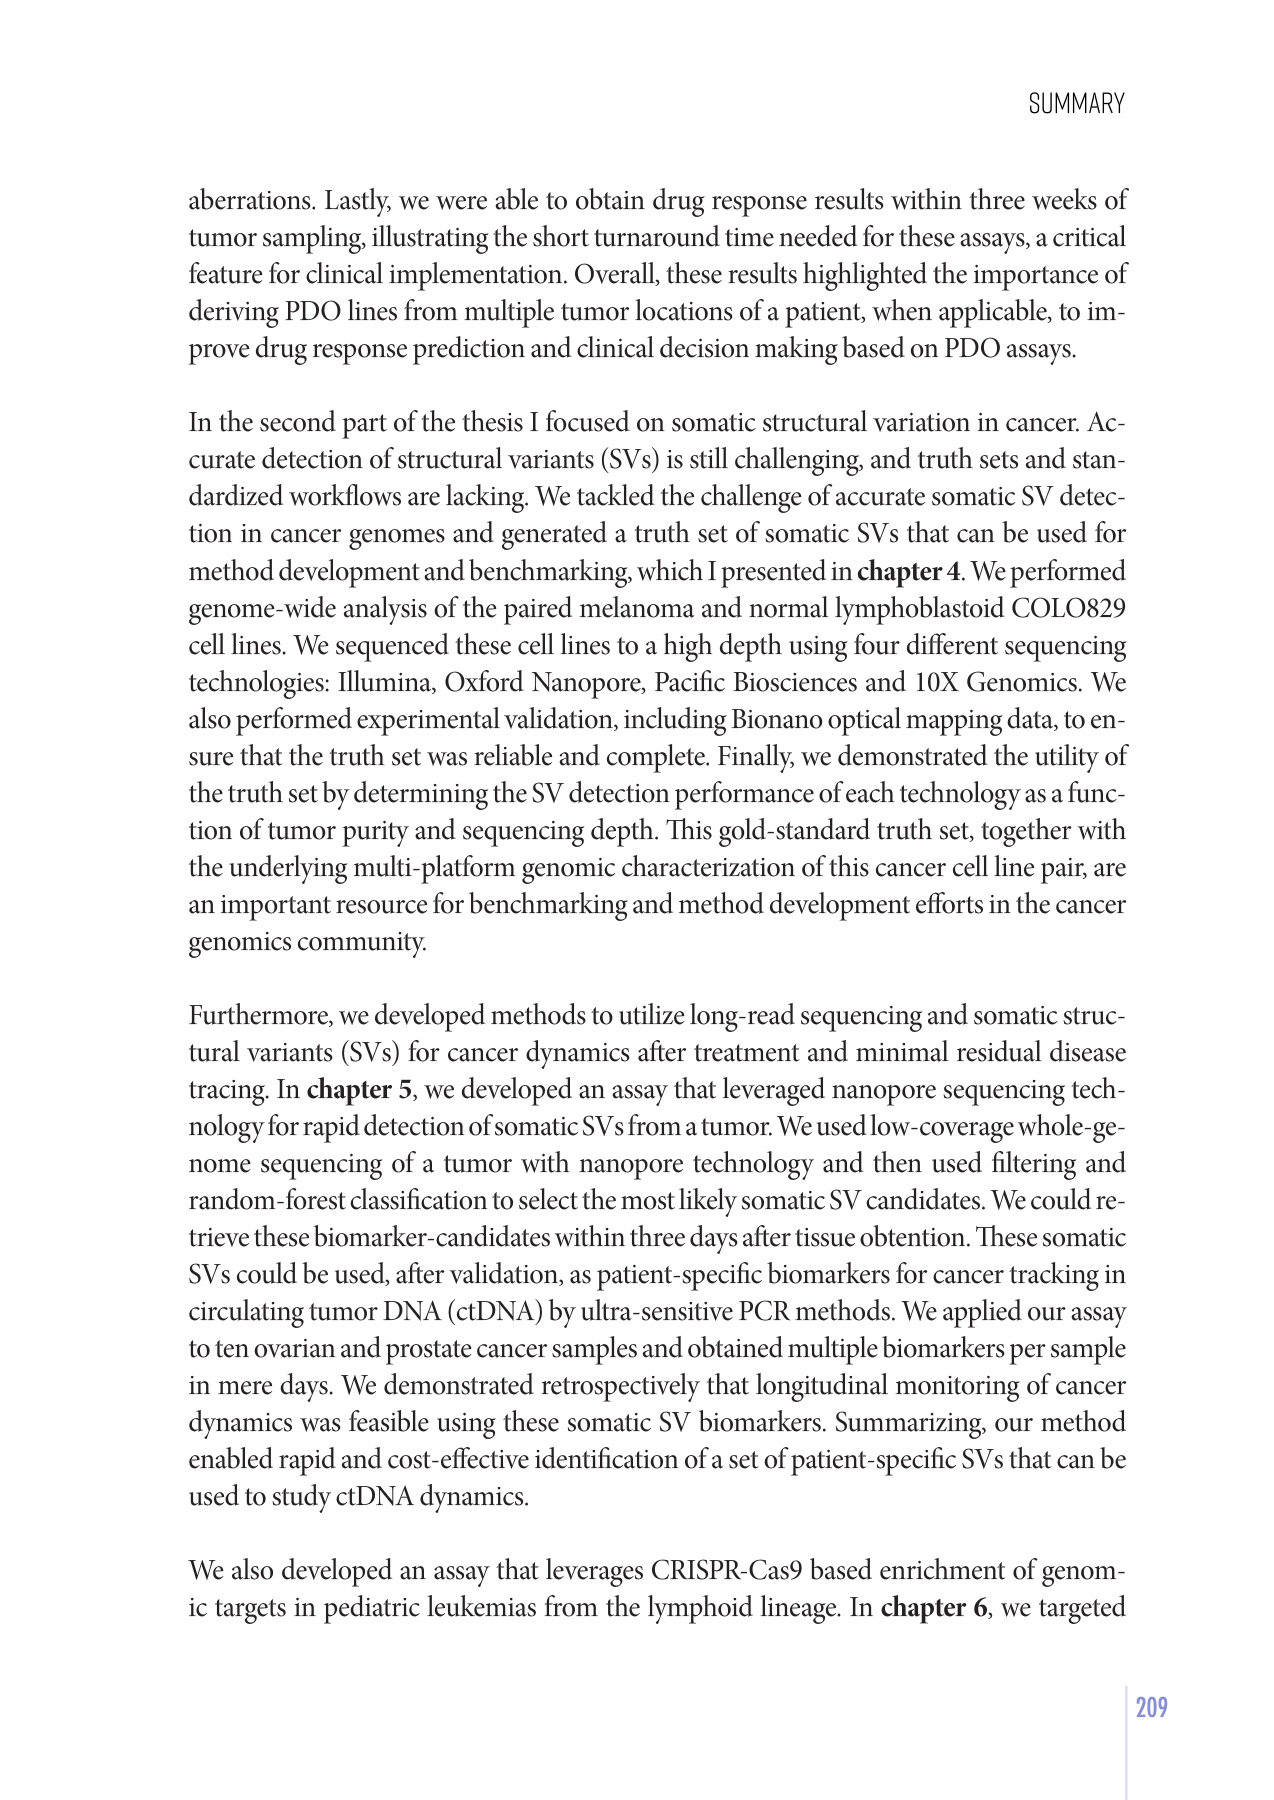 SUMMARY
aberrations. Lastly, we were able to obtain drug response results within three weeks of
tumor sampling, illustrating the short turnaround time needed for these assays, a critical
feature for clinical implementation. Overall, these results highlighted the importance of
deriving PDO lines from multiple tumor locations of a patient, when applicable, to im-
prove drug response prediction and clinical decision making based on PDO assays.
In the second part of the thesis I focused on somatic structural variation in cancer. Ac-
curate detection of structural variants (SVs) is still challenging, and truth sets and stan-
dardized workflows are lacking. We tackled the challenge of accurate somatic SV detec-
tion in cancer genomes and generated a truth set of somatic SVs that can be used for
method development and benchmarking, which I presented in chapter 4. We performed
genome-wide analysis of the paired melanoma and normal lymphoblastoid COLO829
cell lines. We sequenced these cell lines to a high depth using four different sequencing
technologies: Illumina, Oxford Nanopore, Pacific Biosciences and 10X Genomics. We
also performed experimental validation, including Bionano optical mapping data, to en-
sure that the truth set was reliable and complete. Finally, we demonstrated the utility of
the truth set by determining the SV detection performance of each technology as a func-
tion of tumor purity and sequencing depth. This gold-standard truth set, together with
the underlying multi-platform genomic characterization of this cancer cell line pair, are
an important resource for benchmarking and method development efforts in the cancer
genomics community.
Furthermore, we developed methods to utilize long-read sequencing and somatic struc-
tural variants (SVs) for cancer dynamics after treatment and minimal residual disease
tracing. In chapter 5, we developed an assay that leveraged nanopore sequencing tech-
nology for rapid detection of somatic SVs from a tumor. We used low-coverage whole-ge-
nome sequencing of a tumor with nanopore technology and then used filtering and
random-forest classification to select the most likely somatic SV candidates. We could re-
trieve these biomarker-candidates within three days after tissue obtention. These somatic
SVs could be used, after validation, as patient-specific biomarkers for cancer tracking in
circulating tumor DNA (ctDNA) by ultra-sensitive PCR methods. We applied our assay
to ten ovarian and prostate cancer samples and obtained multiple biomarkers per sample
in mere days. We demonstrated retrospectively that longitudinal monitoring of cancer
dynamics was feasible using these somatic SV biomarkers. Summarizing, our method
enabled rapid and cost-effective identification of a set of patient-specific SVs that can be
used to study ctDNA dynamics.
We also developed an assay that leverages CRISPR-Cas9 based enrichment of genom-
ic targets in pediatric leukemias from the lymphoid lineage. In chapter 6, we targeted
209